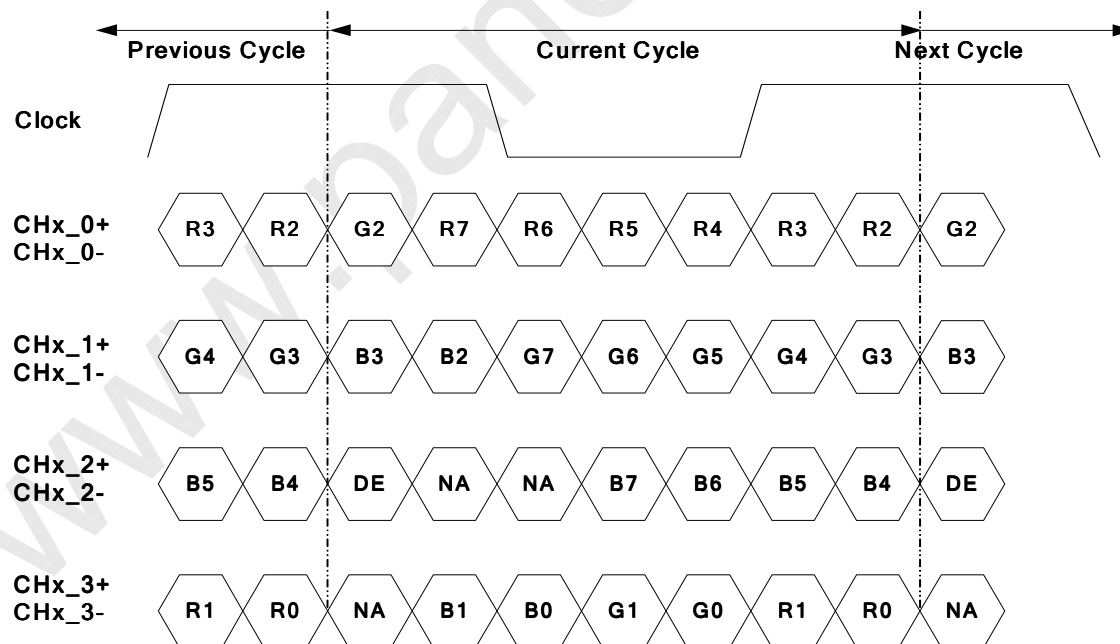 Previous Cycle Current Cycle Next Cycle
Clock
CHx_0+
CHx_0-
R3 R2 G2 R7 R6 R5 R4 R3 R2 G2
CHx_1+
CHx_1-
G4 G3 B3 B2 G7 G6 G5 G4 G3 B3
CHx_2+
CHx_2-
B5 B4 DE NA NA B7 B6 B5 B4 DE
CHx_3+
CHx_3-
R1 R0 NA B1 B0 G1 G0 R1 R0 NA